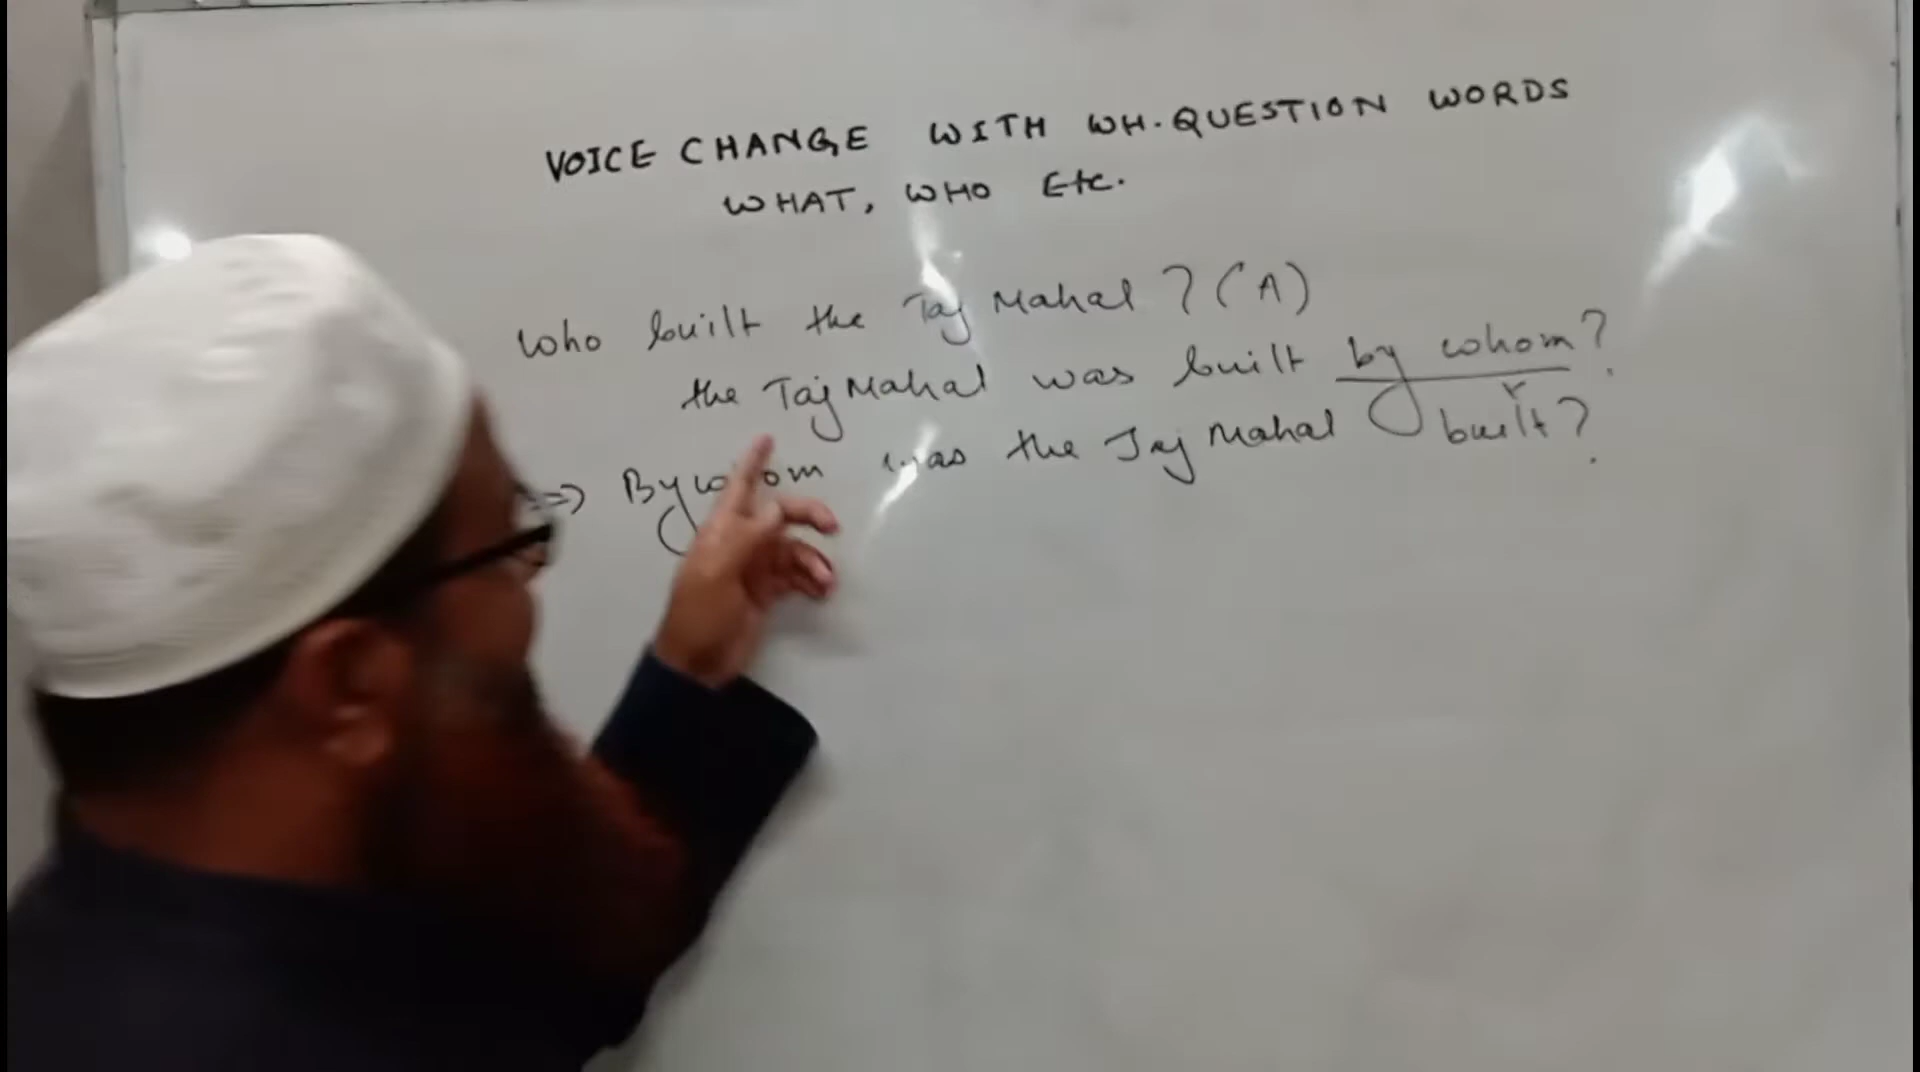 VOICE CHANGE WITH WH. QUESTION WORDS
WHAT, WHO Etc.
Who built the Taj Mahal? (A)
the Taj Mahal was built by whom?
=> By whom was the Taj Mahal built?